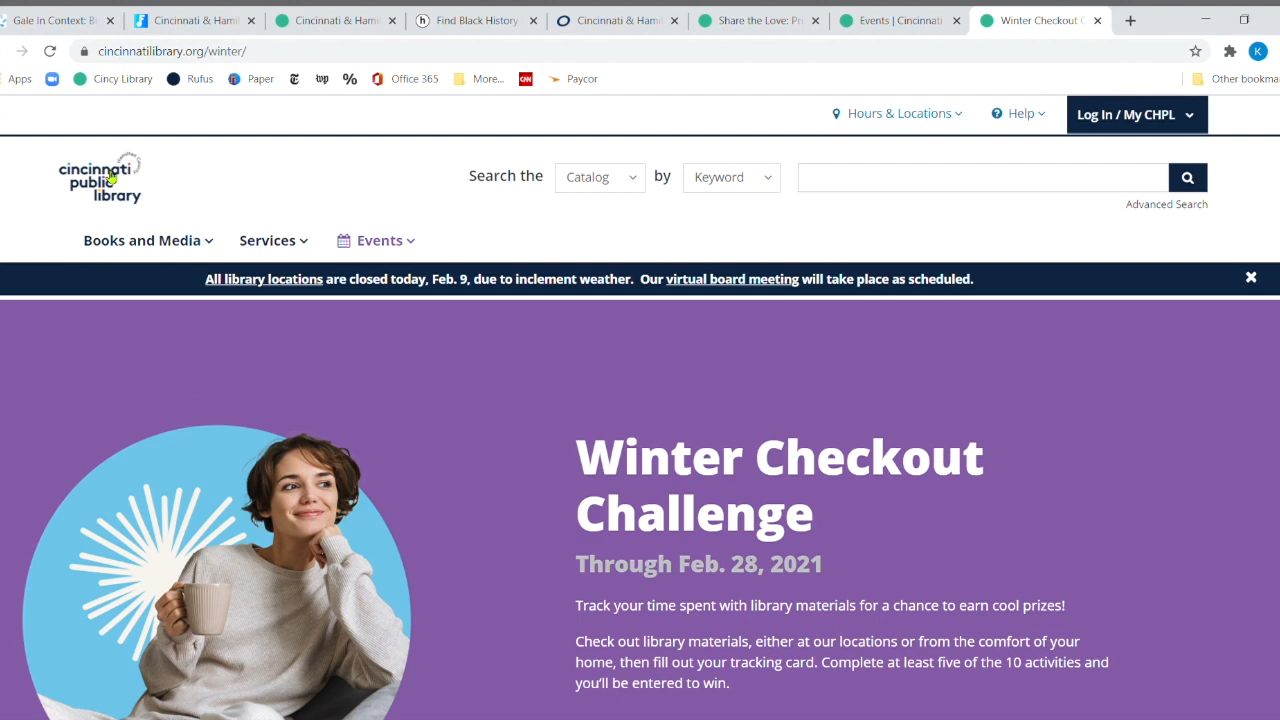 Gale In Context: B
Cincinnati & Hamil
Cincinnati & Hamil
Find Black History
Cincinnati & Hamil
Share the Love: Pr
Events | Cincinnati
Winter Checkout C
cincinnatilibrary.org/winter/
K
Apps
Cincy Library
Rufus
Paper
wp
%
Office 365
More...
CNN
Paycor
Other bookma
Hours & Locations
Help
Log In / My CHPL
cincinnati
public
library
Search the
Catalog
by
Keyword
Advanced Search
Books and Media
Services
Events
All library locations are closed today, Feb. 9, due to inclement weather. Our virtual board meeting will take place as scheduled.
Winter Checkout
Challenge
Through Feb. 28, 2021
Track your time spent with library materials for a chance to earn cool prizes!
Check out library materials, either at our locations or from the comfort of your
home, then fill out your tracking card. Complete at least five of the 10 activities and
you'll be entered to win.